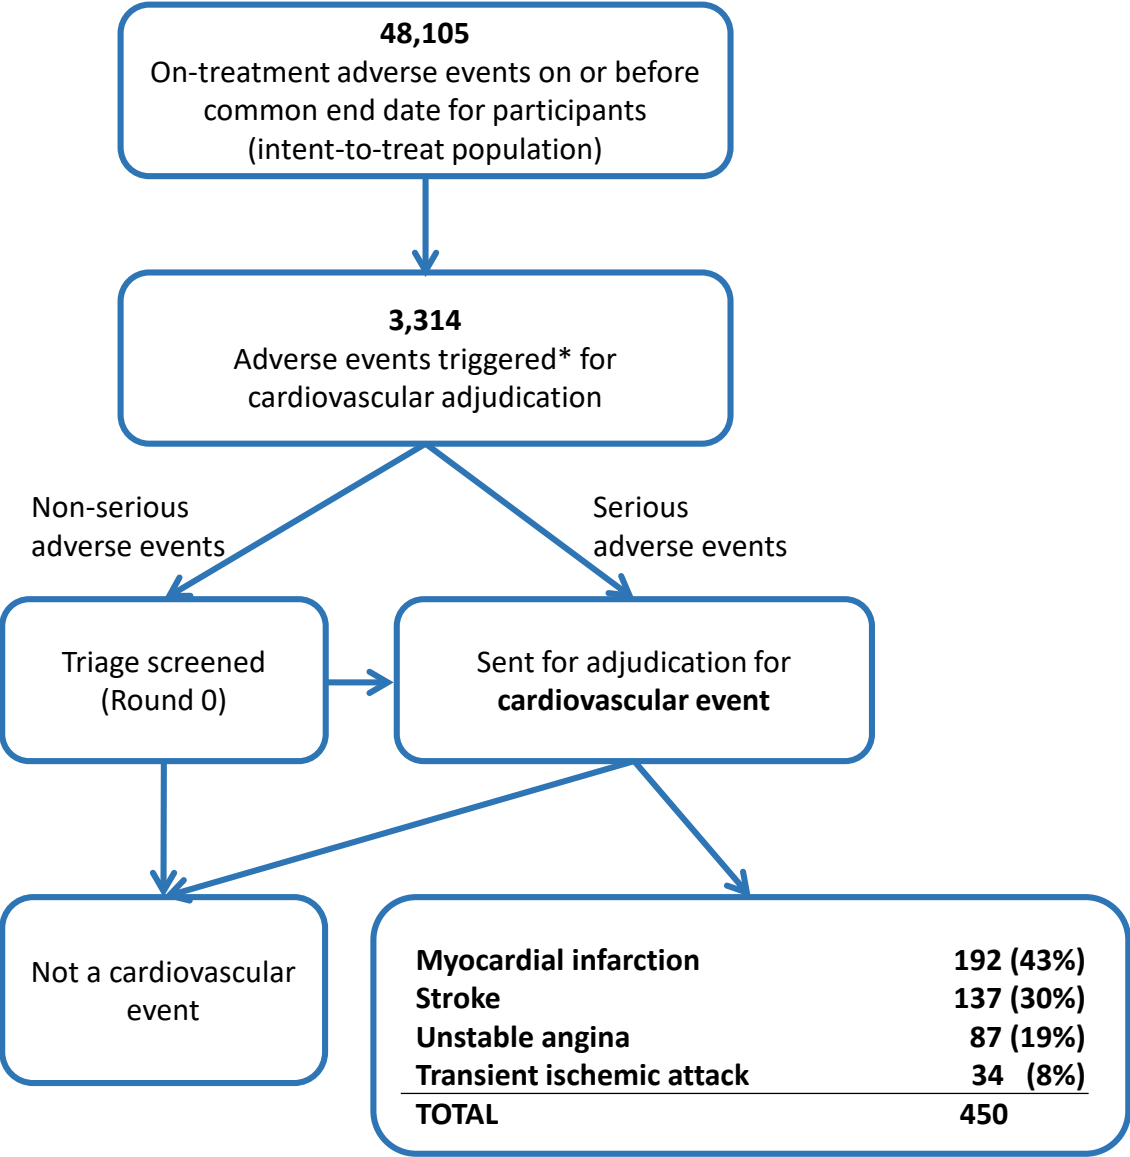 48,105
On-treatment adverse events on or before
common end date for participants
(intent-to-treat population)
3,314
Adverse events triggered* for
cardiovascular adjudication
Non-serious
adverse events
Serious
adverse events
Triage screened
(Round 0)
Sent for adjudication for
cardiovascular event
Not a cardiovascular
event
Myocardial infarction 192 (43%)
Stroke 137 (30%)
Unstable angina 87 (19%)
Transient ischemic attack 34 (8%)
TOTAL 450